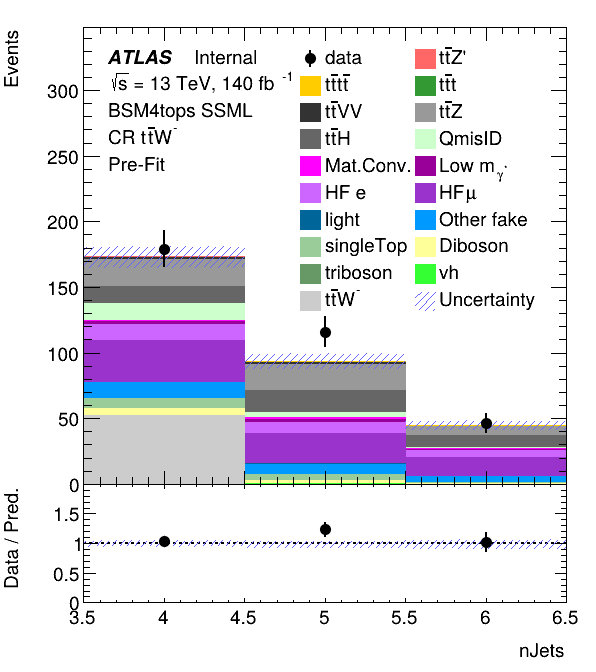 Events
ATLAS Internal
√s = 13 TeV, 140 fb⁻¹
BSM4tops SSML
CR tt̄W⁻
Pre-Fit
data
tt̄Z'
tt̄tt̄
tt̄t
tt̄VV
tt̄Z
tt̄H
QmisID
Mat.Conv.
Low m_γ*
HF e
HF μ
light
Other fake
singleTop
Diboson
triboson
vh
tt̄W⁻
Uncertainty
300
250
200
150
100
50
0
Data / Pred.
1.5
1
0.5
0
3.5 4 4.5 5 5.5 6 6.5
nJets